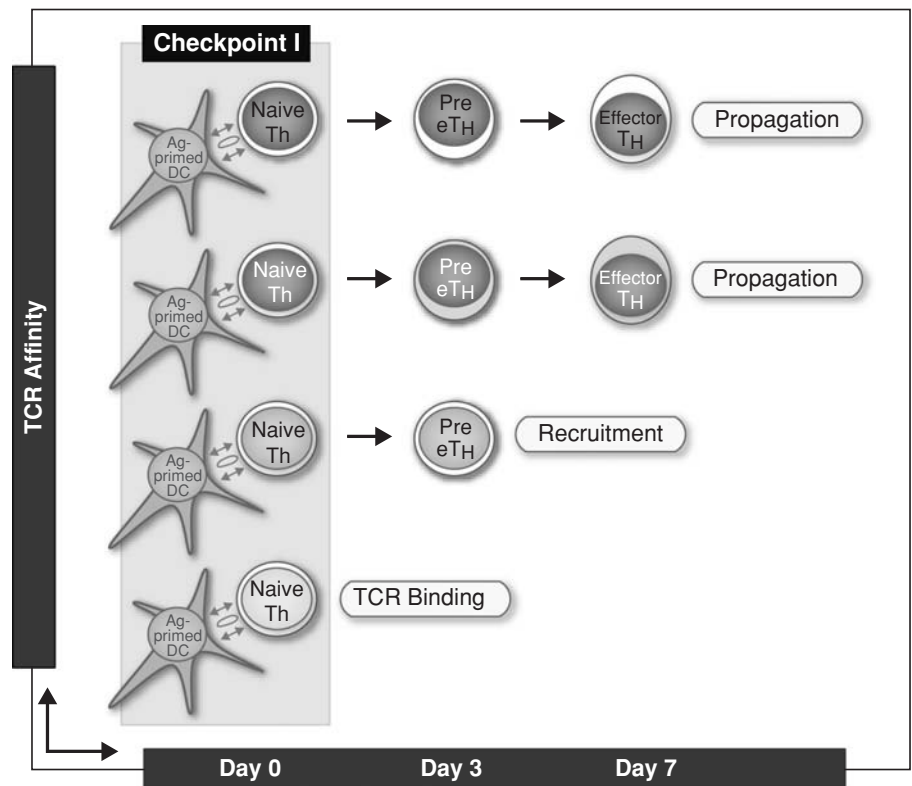 Checkpoint I
TCR Affinity
Ag-
primed
DC
Naive
Th
Pre
eTH
Effector
TH
Propagation
Ag-
primed
DC
Naive
Th
Pre
eTH
Effector
TH
Propagation
Ag-
primed
DC
Naive
Th
Pre
eTH
Recruitment
Ag-
primed
DC
Naive
Th
TCR Binding
Day 0 Day 3 Day 7